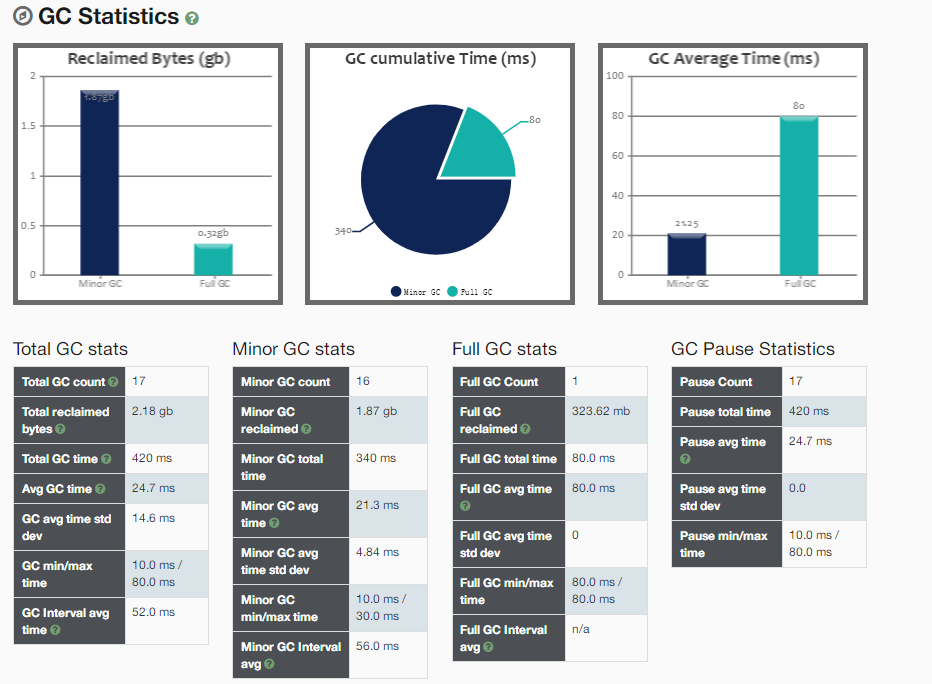 GC Statistics
Reclaimed Bytes (gb)
2
1.5
1
0.5
0
1.87gb
0.32gb
Minor GC
Full GC
GC cumulative Time (ms)
80
340
Minor GC
Full GC
GC Average Time (ms)
100
80
60
40
20
0
21.25
80
Minor GC
Full GC
Total GC stats
Total GC count
17
Total reclaimed
bytes
2.18 gb
Total GC time
420 ms
Avg GC time
24.7 ms
GC avg time std
dev
14.6 ms
GC min/max
time
10.0 ms /
80.0 ms
GC Interval avg
time
52.0 ms
Minor GC stats
Minor GC count
16
Minor GC
reclaimed
1.87 gb
Minor GC total
time
340 ms
Minor GC avg
time
21.3 ms
Minor GC avg
time std dev
4.84 ms
Minor GC
min/max time
10.0 ms /
30.0 ms
Minor GC Interval
avg
56.0 ms
Full GC stats
Full GC Count
1
Full GC
reclaimed
323.62 mb
Full GC total time
80.0 ms
Full GC avg time
80.0 ms
Full GC avg time
std dev
0
Full GC min/max
time
80.0 ms /
80.0 ms
Full GC Interval
avg
n/a
GC Pause Statistics
Pause Count
17
Pause total time
420 ms
Pause avg time
24.7 ms
Pause avg time
std dev
0.0
Pause min/max
time
10.0 ms /
80.0 ms